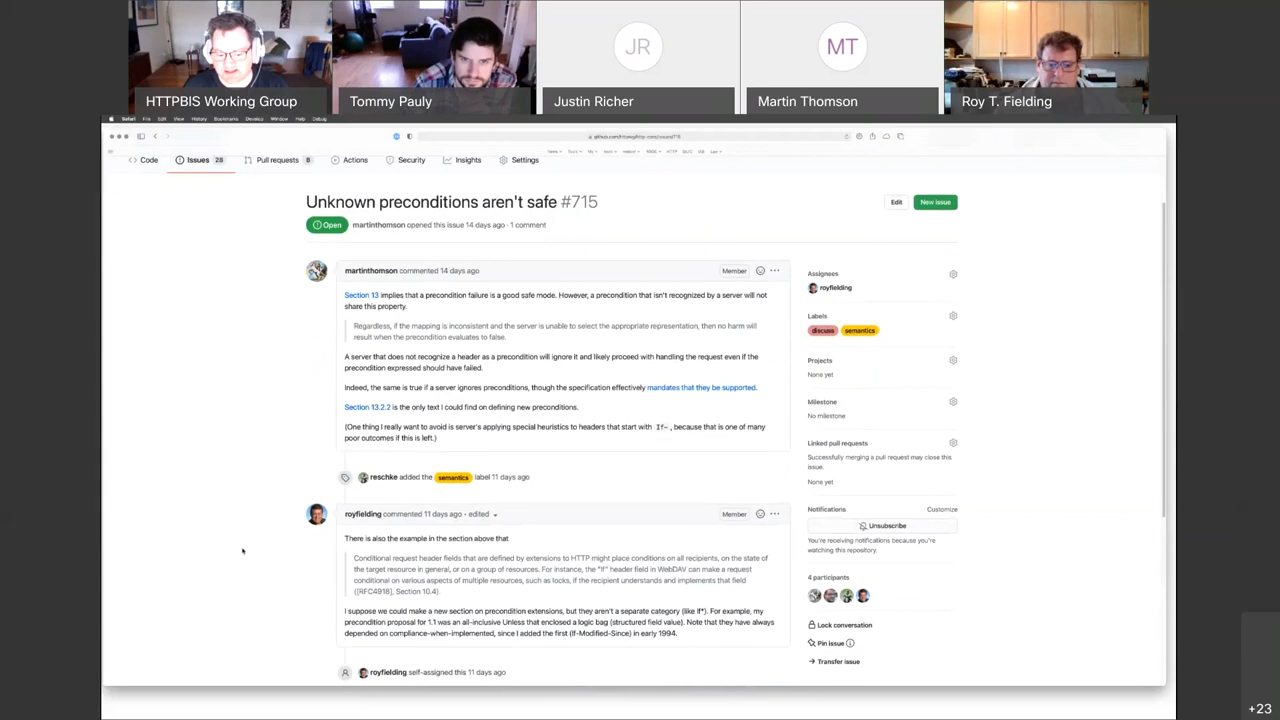 JR
MT
HTTPBIS Working Group
Tommy Pauly
Justin Richer
Martin Thomson
Roy T. Fielding
Safari File Edit View History Bookmarks Develop Window Help Debug
Code
Issues 28
Pull requests 8
Actions
Security
Insights
Settings
Unknown preconditions aren't safe #715
Edit
New issue
Open
martinthomson opened this issue 14 days ago · 1 comment
martinthomson commented 14 days ago
Member
Section 13 implies that a precondition failure is a good safe mode. However, a precondition that isn't recognized by a server will not
share this property.
Regardless, if the mapping is inconsistent and the server is unable to select the appropriate representation, then no harm will
result when the precondition evaluates to false.
A server that does not recognize a header as a precondition will ignore it and likely proceed with handling the request even if the
precondition expressed should have failed.
Indeed, the same is true if a server ignores preconditions, though the specification effectively mandates that they be supported.
Section 13.2.2 is the only text I could find on defining new preconditions.
(One thing I really want to avoid is server's applying special heuristics to headers that start with If-, because that is one of many
poor outcomes if this is left.)
reschke added the semantics label 11 days ago
royfielding commented 11 days ago · edited
Member
There is also the example in the section above that
Conditional request header fields that are defined by extensions to HTTP might place conditions on all recipients, on the state of
the target resource in general, or on a group of resources. For instance, the "If" header field in WebDAV can make a request
conditional on various aspects of multiple resources, such as locks, if the recipient understands and implements that field
([RFC4918], Section 10.4).
I suppose we could make a new section on precondition extensions, but they aren't a separate category (like If*). For example, my
precondition proposal for 1.1 was an all-inclusive Unless that enclosed a logic bag (structured field value). Note that they have always
depended on compliance-when-implemented, since I added the first (If-Modified-Since) in early 1994.
royfielding self-assigned this 11 days ago
Assignees
royfielding
Labels
discuss semantics
Projects
None yet
Milestone
No milestone
Linked pull requests
Successfully merging a pull request may close this
issue.
None yet
Notifications
Customize
Unsubscribe
You're receiving notifications because you're
watching this repository.
4 participants
Lock conversation
Pin issue
Transfer issue
+23